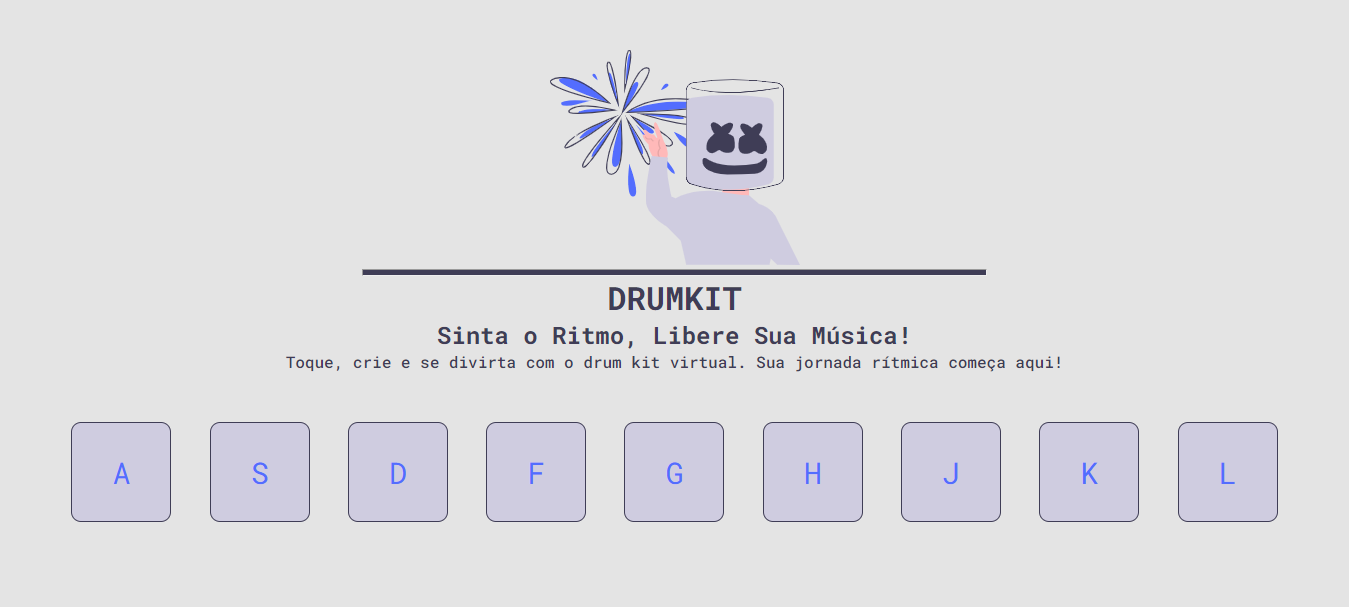 DRUMKIT
Sinta o Ritmo, Libere Sua Música!
Toque, crie e se divirta com o drum kit virtual. Sua jornada rítmica começa aqui!
A S D F G H J K L